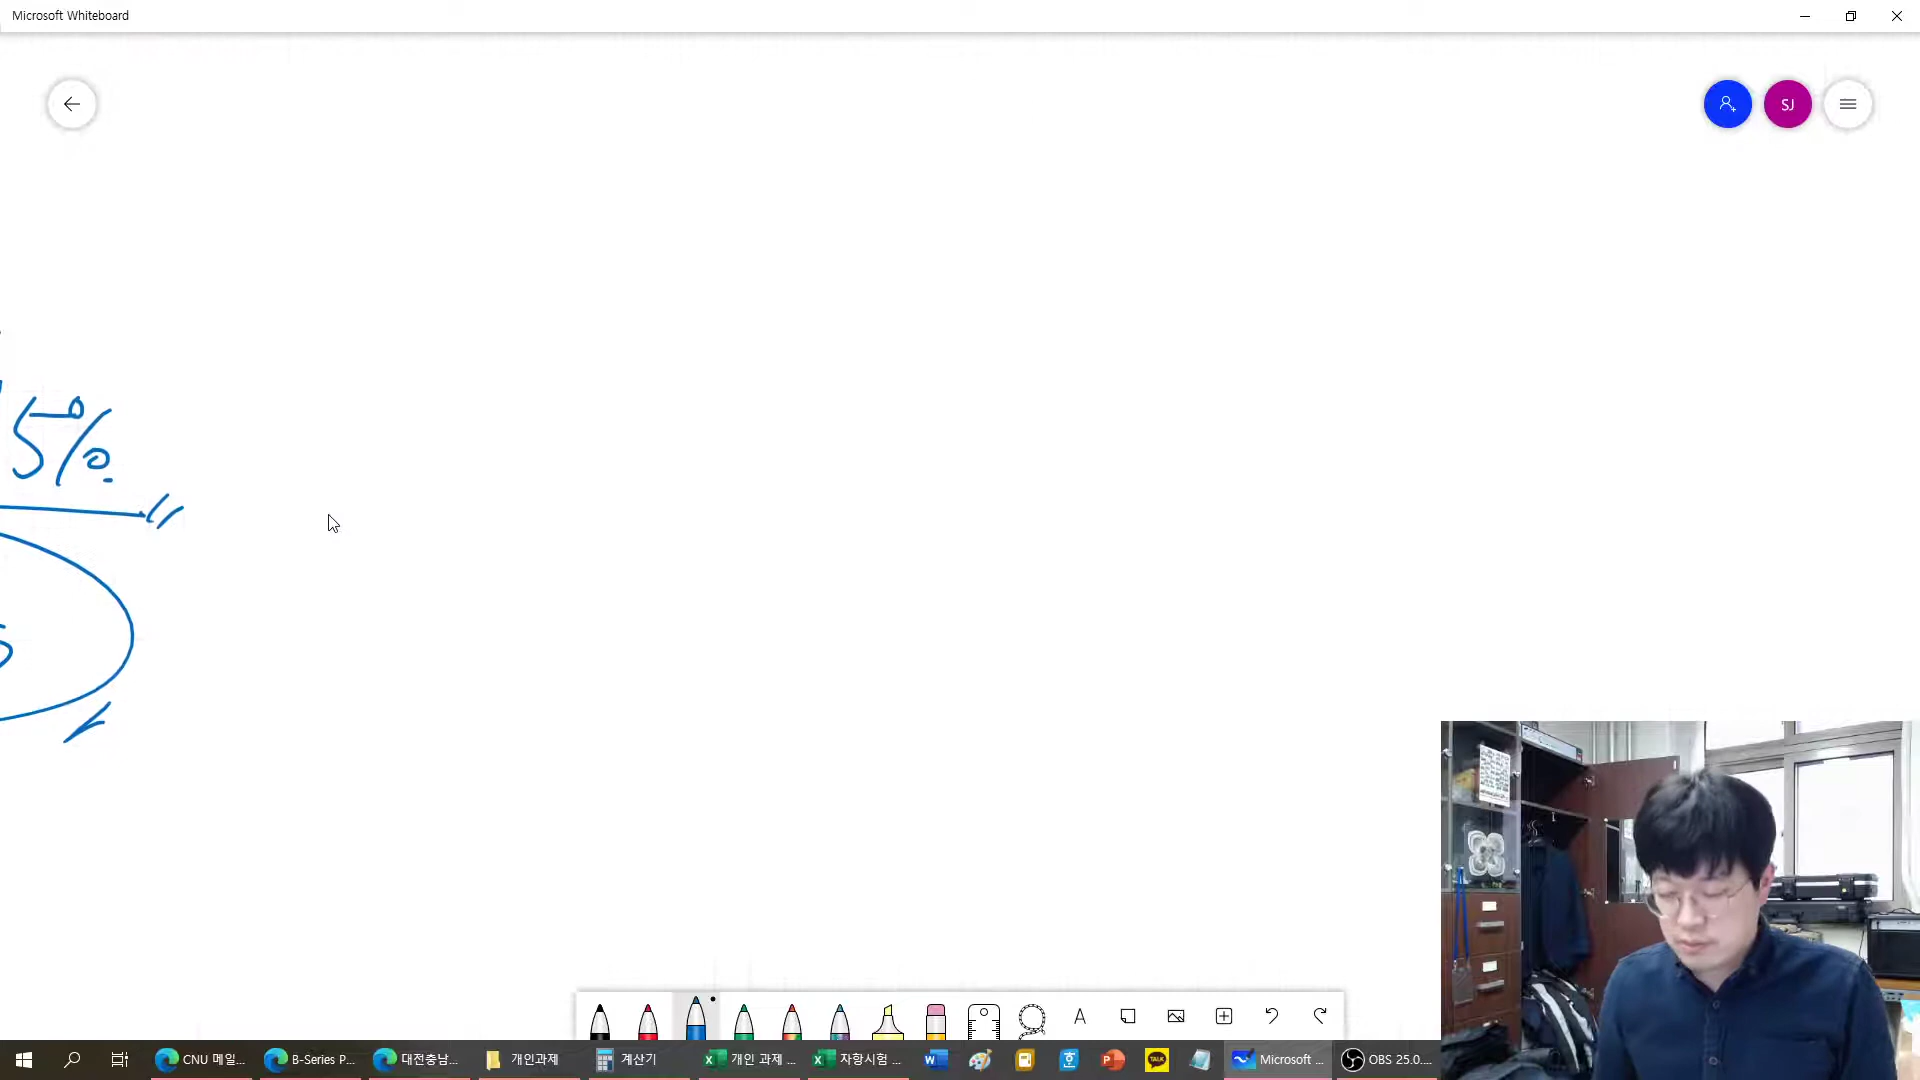 Microsoft Whiteboard
SJ
5%
A
CNU 메일...
B-Series P...
대전충남...
개인과제
계산기
개인 과제 ...
자항시험 ...
TALK
Microsoft ...
OBS 25.0....